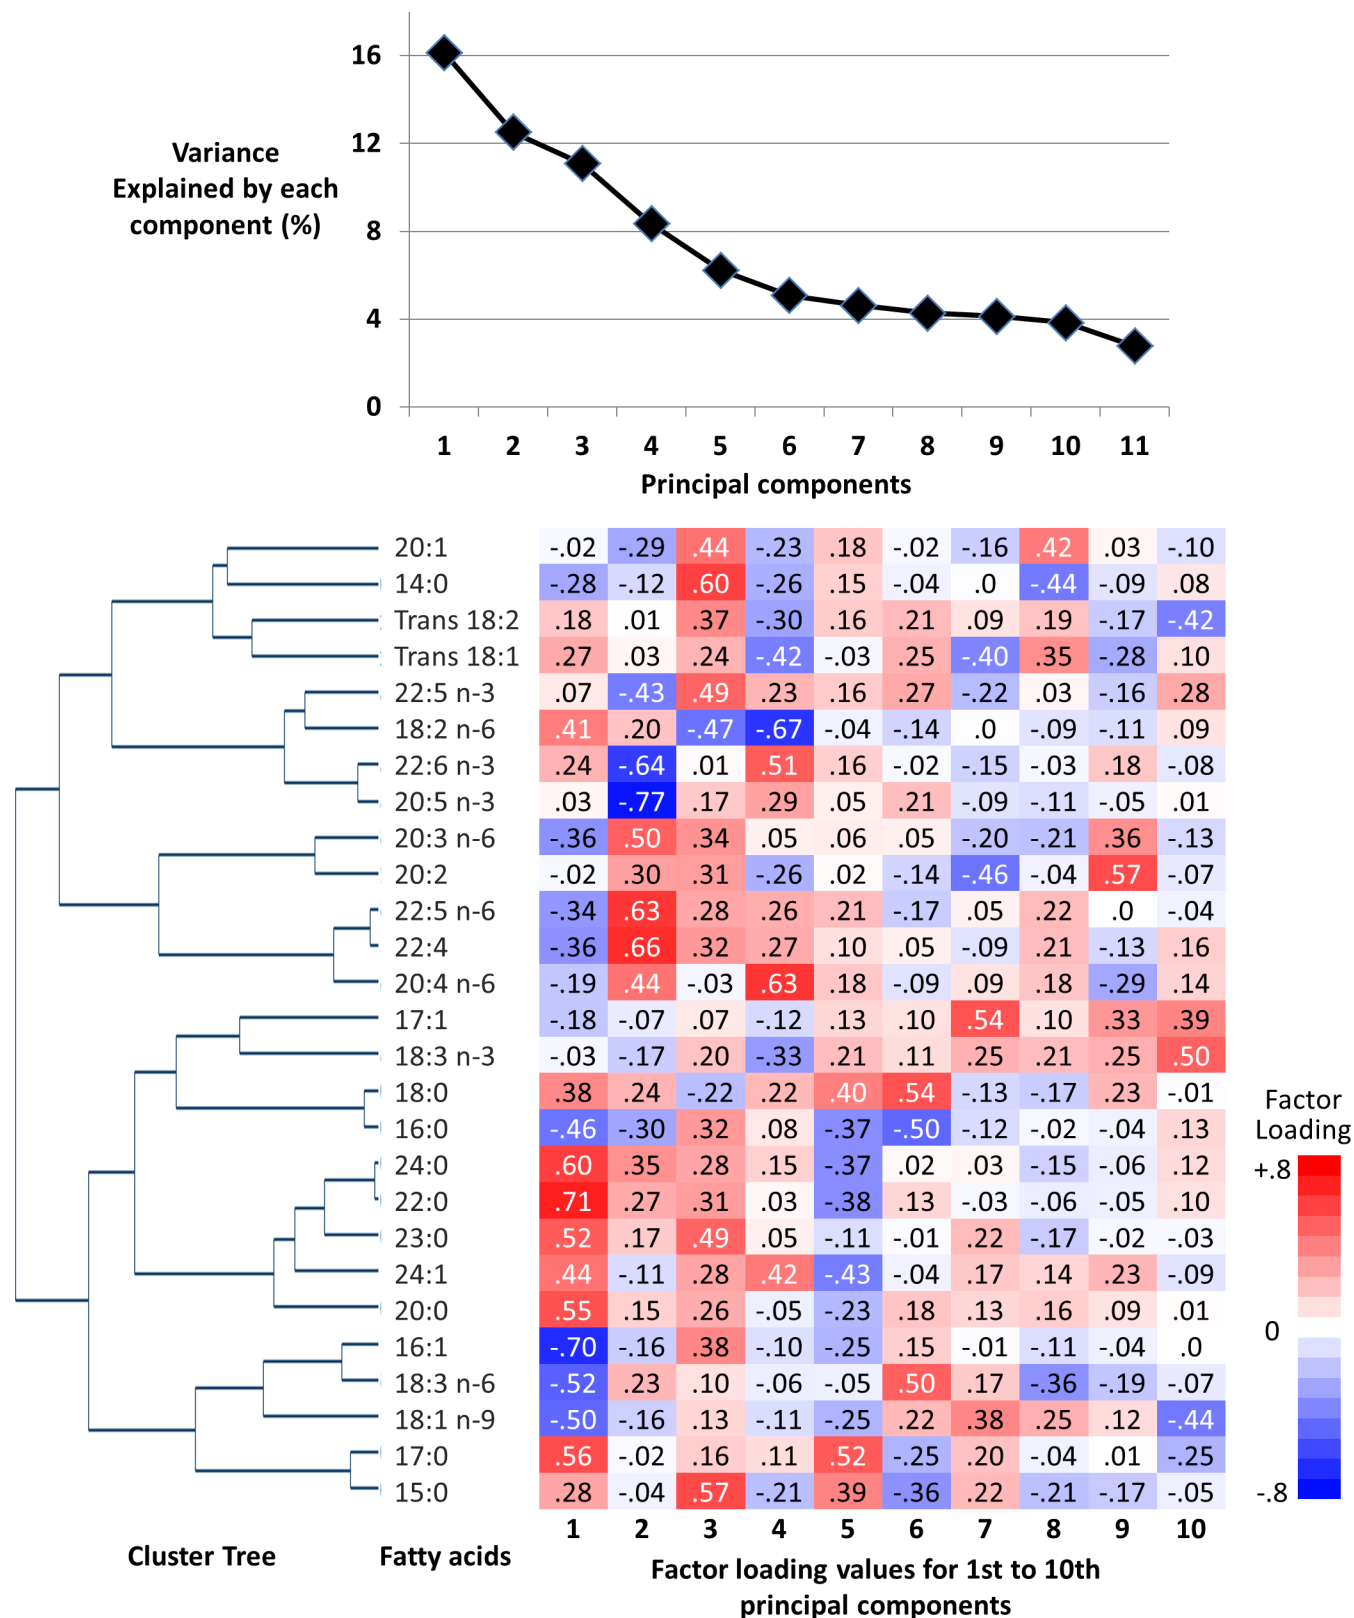 16
12
Variance
Explained by each
component (%)
8
4
0
1 2 3 4 5 6 7 8 9 10 11
Principal components
20:1 -.02 -.29 .44 -.23 .18 -.02 -.16 .42 .03 -.10
14:0 -.28 -.12 .60 -.26 .15 -.04 .0 -.44 -.09 .08
Trans 18:2 .18 .01 .37 -.30 .16 .21 .09 .19 -.17 -.42
Trans 18:1 .27 .03 .24 -.42 -.03 .25 -.40 .35 -.28 .10
22:5 n-3 .07 -.43 .49 .23 .16 .27 -.22 .03 -.16 .28
18:2 n-6 .41 .20 -.47 -.67 -.04 -.14 .0 -.09 -.11 .09
22:6 n-3 .24 -.64 .01 .51 .16 -.02 -.15 -.03 .18 -.08
20:5 n-3 .03 -.77 .17 .29 .05 .21 -.09 -.11 -.05 .01
20:3 n-6 -.36 .50 .34 .05 .06 .05 -.20 -.21 .36 -.13
20:2 -.02 .30 .31 -.26 .02 -.14 -.46 -.04 .57 -.07
22:5 n-6 -.34 .63 .28 .26 .21 -.17 .05 .22 .0 -.04
22:4 -.36 .66 .32 .27 .10 .05 -.09 .21 -.13 .16
20:4 n-6 -.19 .44 -.03 .63 .18 -.09 .09 .18 -.29 .14
17:1 -.18 -.07 .07 -.12 .13 .10 .54 .10 .33 .39
18:3 n-3 -.03 -.17 .20 -.33 .21 .11 .25 .21 .25 .50
18:0 .38 .24 -.22 .22 .40 .54 -.13 -.17 .23 -.01
16:0 -.46 -.30 .32 .08 -.37 -.50 -.12 -.02 -.04 .13
24:0 .60 .35 .28 .15 -.37 .02 .03 -.15 -.06 .12
22:0 .71 .27 .31 .03 -.38 .13 -.03 -.06 -.05 .10
23:0 .52 .17 .49 .05 -.11 -.01 .22 -.17 -.02 -.03
24:1 .44 -.11 .28 .42 -.43 -.04 .17 .14 .23 -.09
20:0 .55 .15 .26 -.05 -.23 .18 .13 .16 .09 .01
16:1 -.70 -.16 .38 -.10 -.25 .15 -.01 -.11 -.04 .0
18:3 n-6 -.52 .23 .10 -.06 -.05 .50 .17 -.36 -.19 -.07
18:1 n-9 -.50 -.16 .13 -.11 -.25 .22 .38 .25 .12 -.44
17:0 .56 -.02 .16 .11 .52 -.25 .20 -.04 .01 -.25
15:0 .28 -.04 .57 -.21 .39 -.36 .22 -.21 -.17 -.05
1 2 3 4 5 6 7 8 9 10
Factor
Loading
+.8
0
-.8
Cluster Tree
Fatty acids
Factor loading values for 1st to 10th
principal components